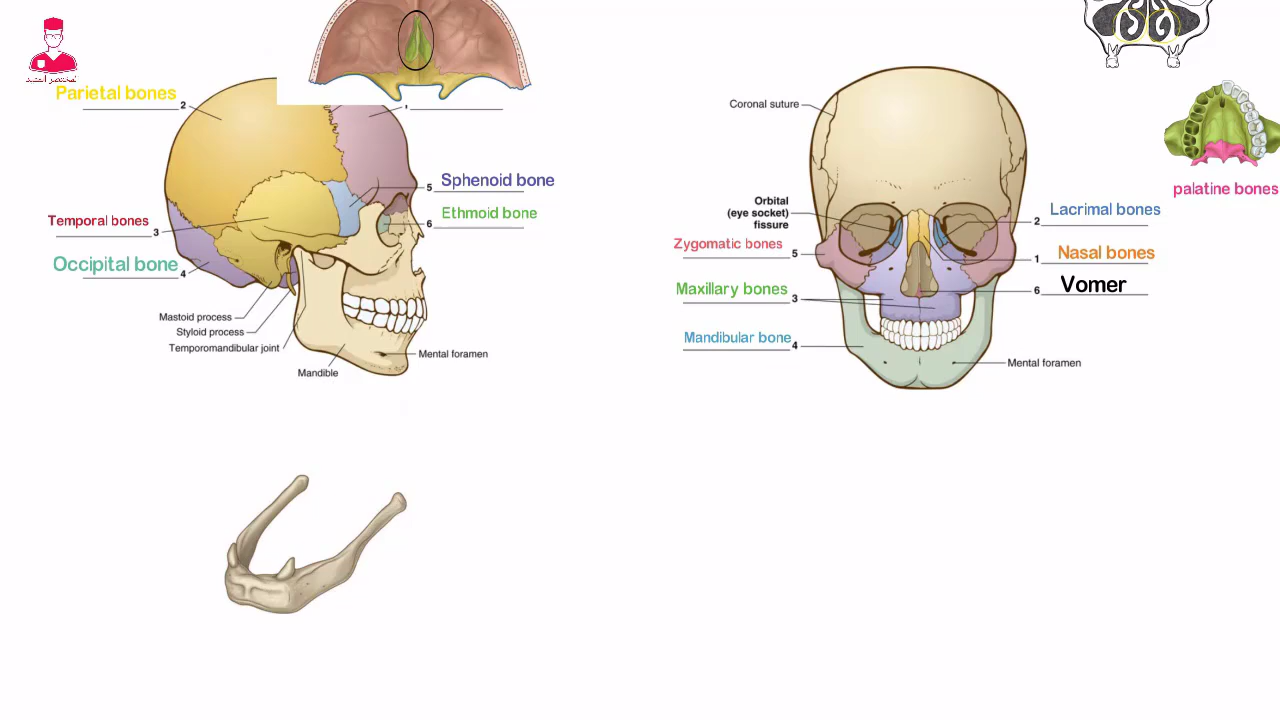 المختصر المفيد
Parietal bones
2
1
5
Sphenoid bone
Temporal bones
3
6
Ethmoid bone
Occipital bone
4
Mastoid process
Styloid process
Temporomandibular joint
Mental foramen
Mandible
Coronal suture
Orbital
(eye socket)
fissure
2
Lacrimal bones
Zygomatic bones
5
1
Nasal bones
Maxillary bones
3
6
Vomer
Mandibular bone
4
Mental foramen
palatine bones